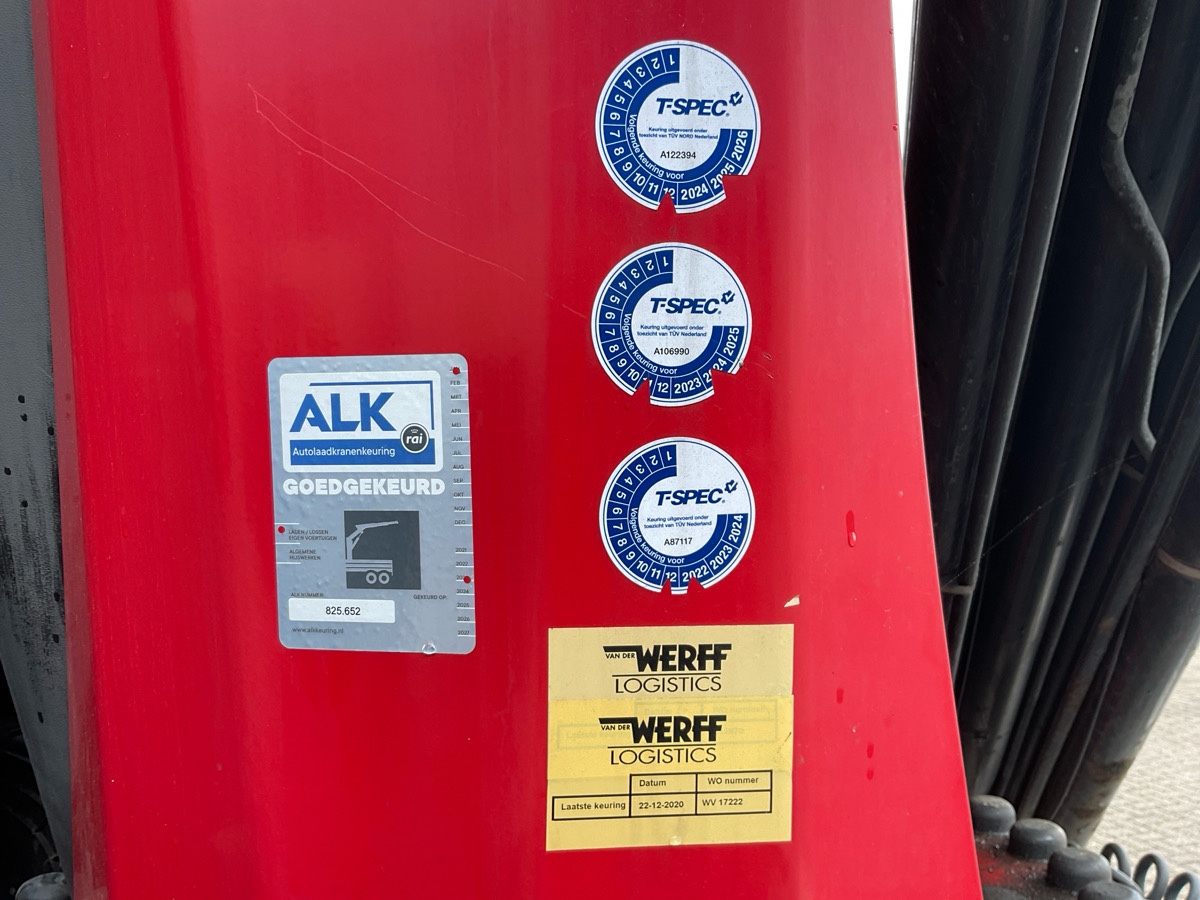 ALK
rai
Autolaadkranenkeuring
GOEDGEKEURD
FEB
MRT
APR
MEI
JUN
JUL
AUG
SEP
OKT
NOV
DEC
LADEN / LOSSEN
EIGEN VOERTUIGEN
ALGEMENE
HIJSWERKEN
2021
2022
2024
2025
2026
2027
ALK NUMMER:
GEKEURD OP:
825.652
www.alkkeuring.nl
1 2 3 4 5 6 7 8 9 10 11 12 2024 2025 2026
T-SPEC
Keuring uitgevoerd onder
toezicht van TÜV NORD Nederland
A122394
Volgende keuring voor
1 2 3 4 5 6 7 8 9 10 12 2023 2024 2025
T-SPEC
Keuring uitgevoerd onder
toezicht van TÜV Nederland
A106990
Volgende keuring voor
1 2 3 4 5 6 7 8 9 10 11 12 2022 2023 2024
T-SPEC
Keuring uitgevoerd onder
toezicht van TÜV Nederland
A87117
Volgende keuring voor
VAN DER WERFF
LOGISTICS
VAN DER WERFF
LOGISTICS
Datum WO nummer
Laatste keuring 22-12-2020 WV 17222